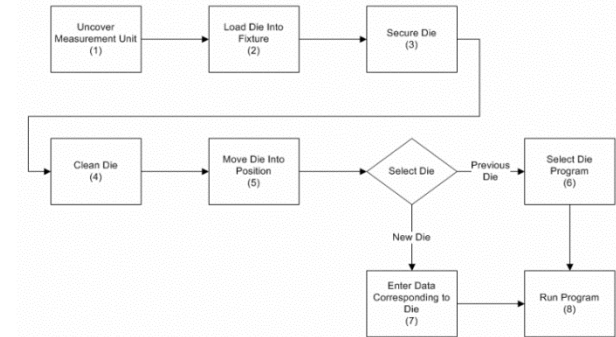 Uncover
Measurement Unit
(1)
Load Die Into
Fixture
(2)
Secure Die
(3)
Clean Die
(4)
Move Die Into
Position
(5)
Select Die
Previous
Die
Select Die
Program
(6)
New Die
Enter Data
Corresponding to
Die
(7)
Run Program
(8)